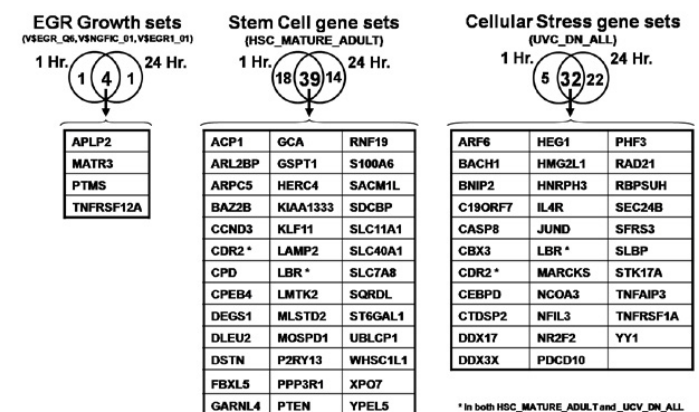 EGR Growth sets
(V$EGR_Q6,V$NGFIC_01,V$EGR1_01)
1 Hr. 24 Hr.
1 4 1
APLP2
MATR3
PTMS
TNFRSF12A
Stem Cell gene sets
(HSC_MATURE_ADULT)
1 Hr. 24 Hr.
18 39 14
ACP1 GCA RNF19
ARL2BP GSPT1 S100A6
ARPC5 HERC4 SACM1L
BAZ2B KIAA1333 SDCBP
CCND3 KLF11 SLC11A1
CDR2 * LAMP2 SLC40A1
CPD LBR * SLC7A8
CPEB4 LMTK2 SQRDL
DEGS1 MLSTD2 ST6GAL1
DLEU2 MOSPD1 UBLCP1
DSTN P2RY13 WHSC1L1
FBXL5 PPP3R1 XPO7
GARNL4 PTEN YPEL5
Cellular Stress gene sets
(UVC_DN_ALL)
1 Hr. 24 Hr.
5 32 22
ARF6 HEG1 PHF3
BACH1 HMG2L1 RAD21
BNIP2 HNRPH3 RBPSUH
C19ORF7 IL4R SEC24B
CASP8 JUND SFRS3
CBX3 LBR * SLBP
CDR2 * MARCKS STK17A
CEBPD NCOA3 TNFAIP3
CTDSP2 NFIL3 TNFRSF1A
DDX17 NR2F2 YY1
DDX3X PDCD10
* In both HSC_MATURE_ADULT and _UCV_DN_ALL